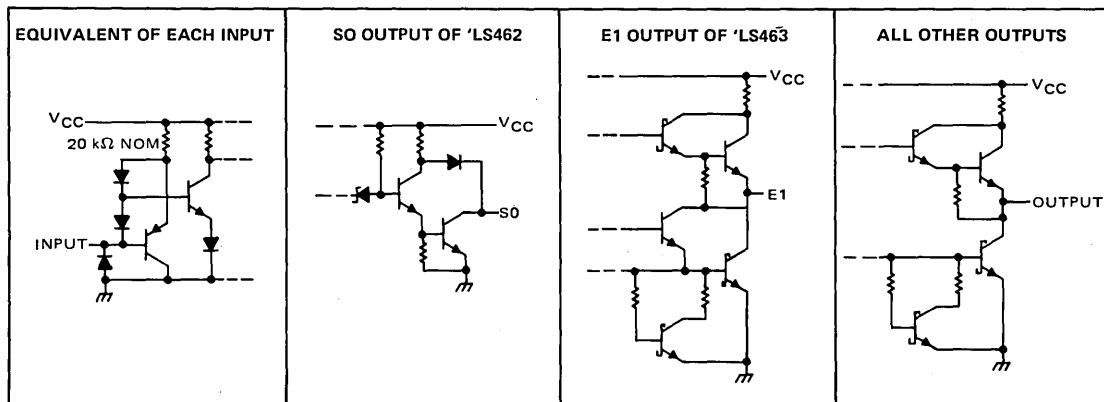 EQUIVALENT OF EACH INPUT
VCC
20 kΩ NOM
INPUT
SO OUTPUT OF 'LS462
VCC
S0
E1 OUTPUT OF 'LS463
VCC
E1
ALL OTHER OUTPUTS
VCC
OUTPUT